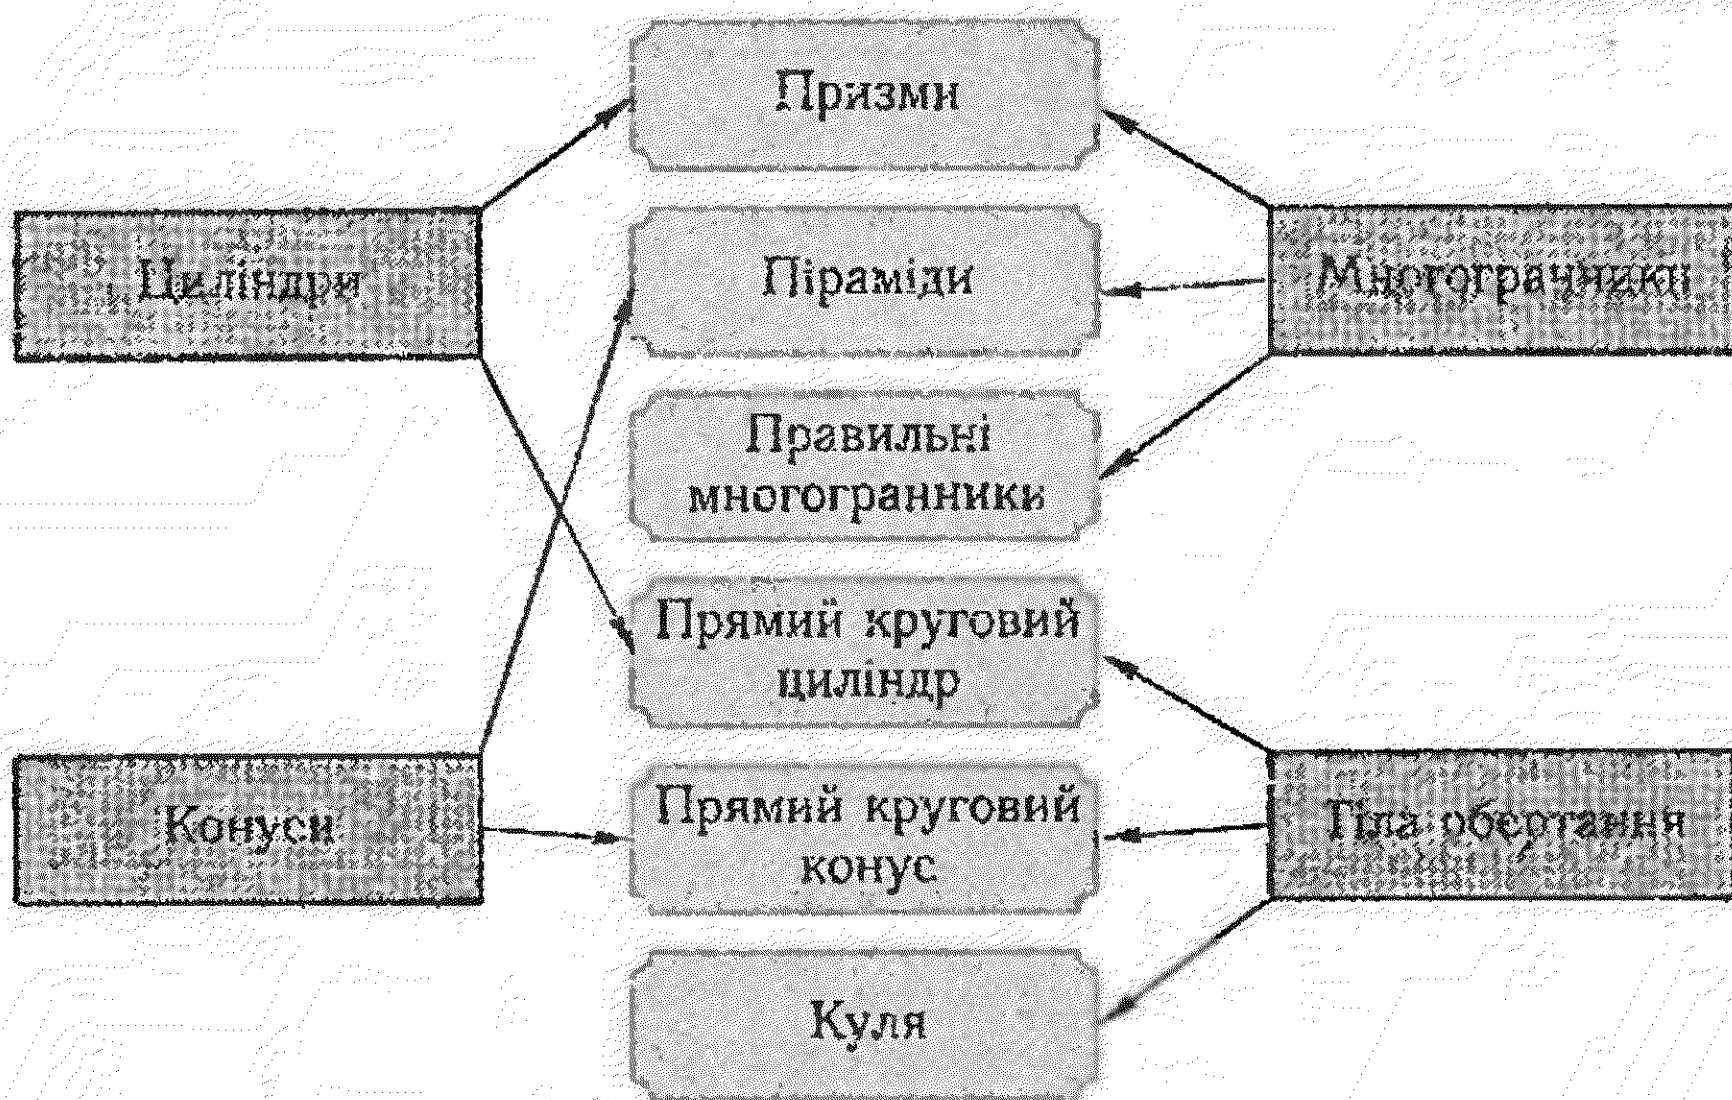 Призми
Циліндри
Піраміди
Многогранники
Правильні
многогранники
Прямий круговий
циліндр
Конуси
Прямий круговий
конус
Тіла обертання
Куля